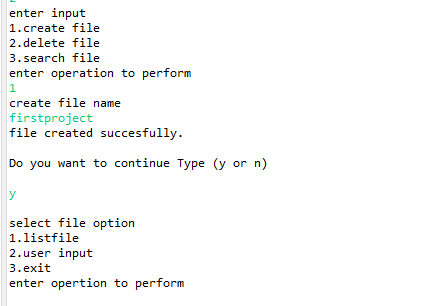 enter input
1.create file
2.delete file
3.search file
enter operation to perform
1
create file name
firstproject
file created succesfully.
Do you want to continue Type (y or n)
y
select file option
1.listfile
2.user input
3.exit
enter opertion to perform